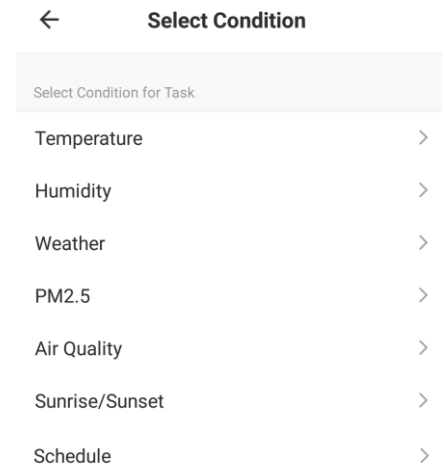 Select Condition
Select Condition for Task
Temperature
Humidity
Weather
PM2.5
Air Quality
Sunrise/Sunset
Schedule